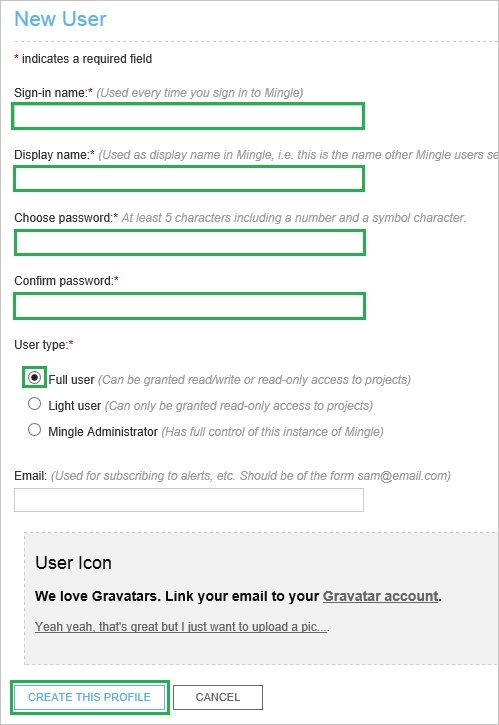 New User
* indicates a required field
Sign-in name:* (Used every time you sign in to Mingle)
Display name:* (Used as display name in Mingle, i.e. this is the name other Mingle users se
Choose password:* At least 5 characters including a number and a symbol character.
Confirm password:*
User type:*
Full user (Can be granted read/write or read-only access to projects)
Light user (Can only be granted read-only access to projects)
Mingle Administrator (Has full control of this instance of Mingle)
Email: (Used for subscribing to alerts, etc. Should be of the form sam@email.com)
User Icon
We love Gravatars. Link your email to your Gravatar account.
Yeah yeah, that's great but I just want to upload a pic....
CREATE THIS PROFILE CANCEL